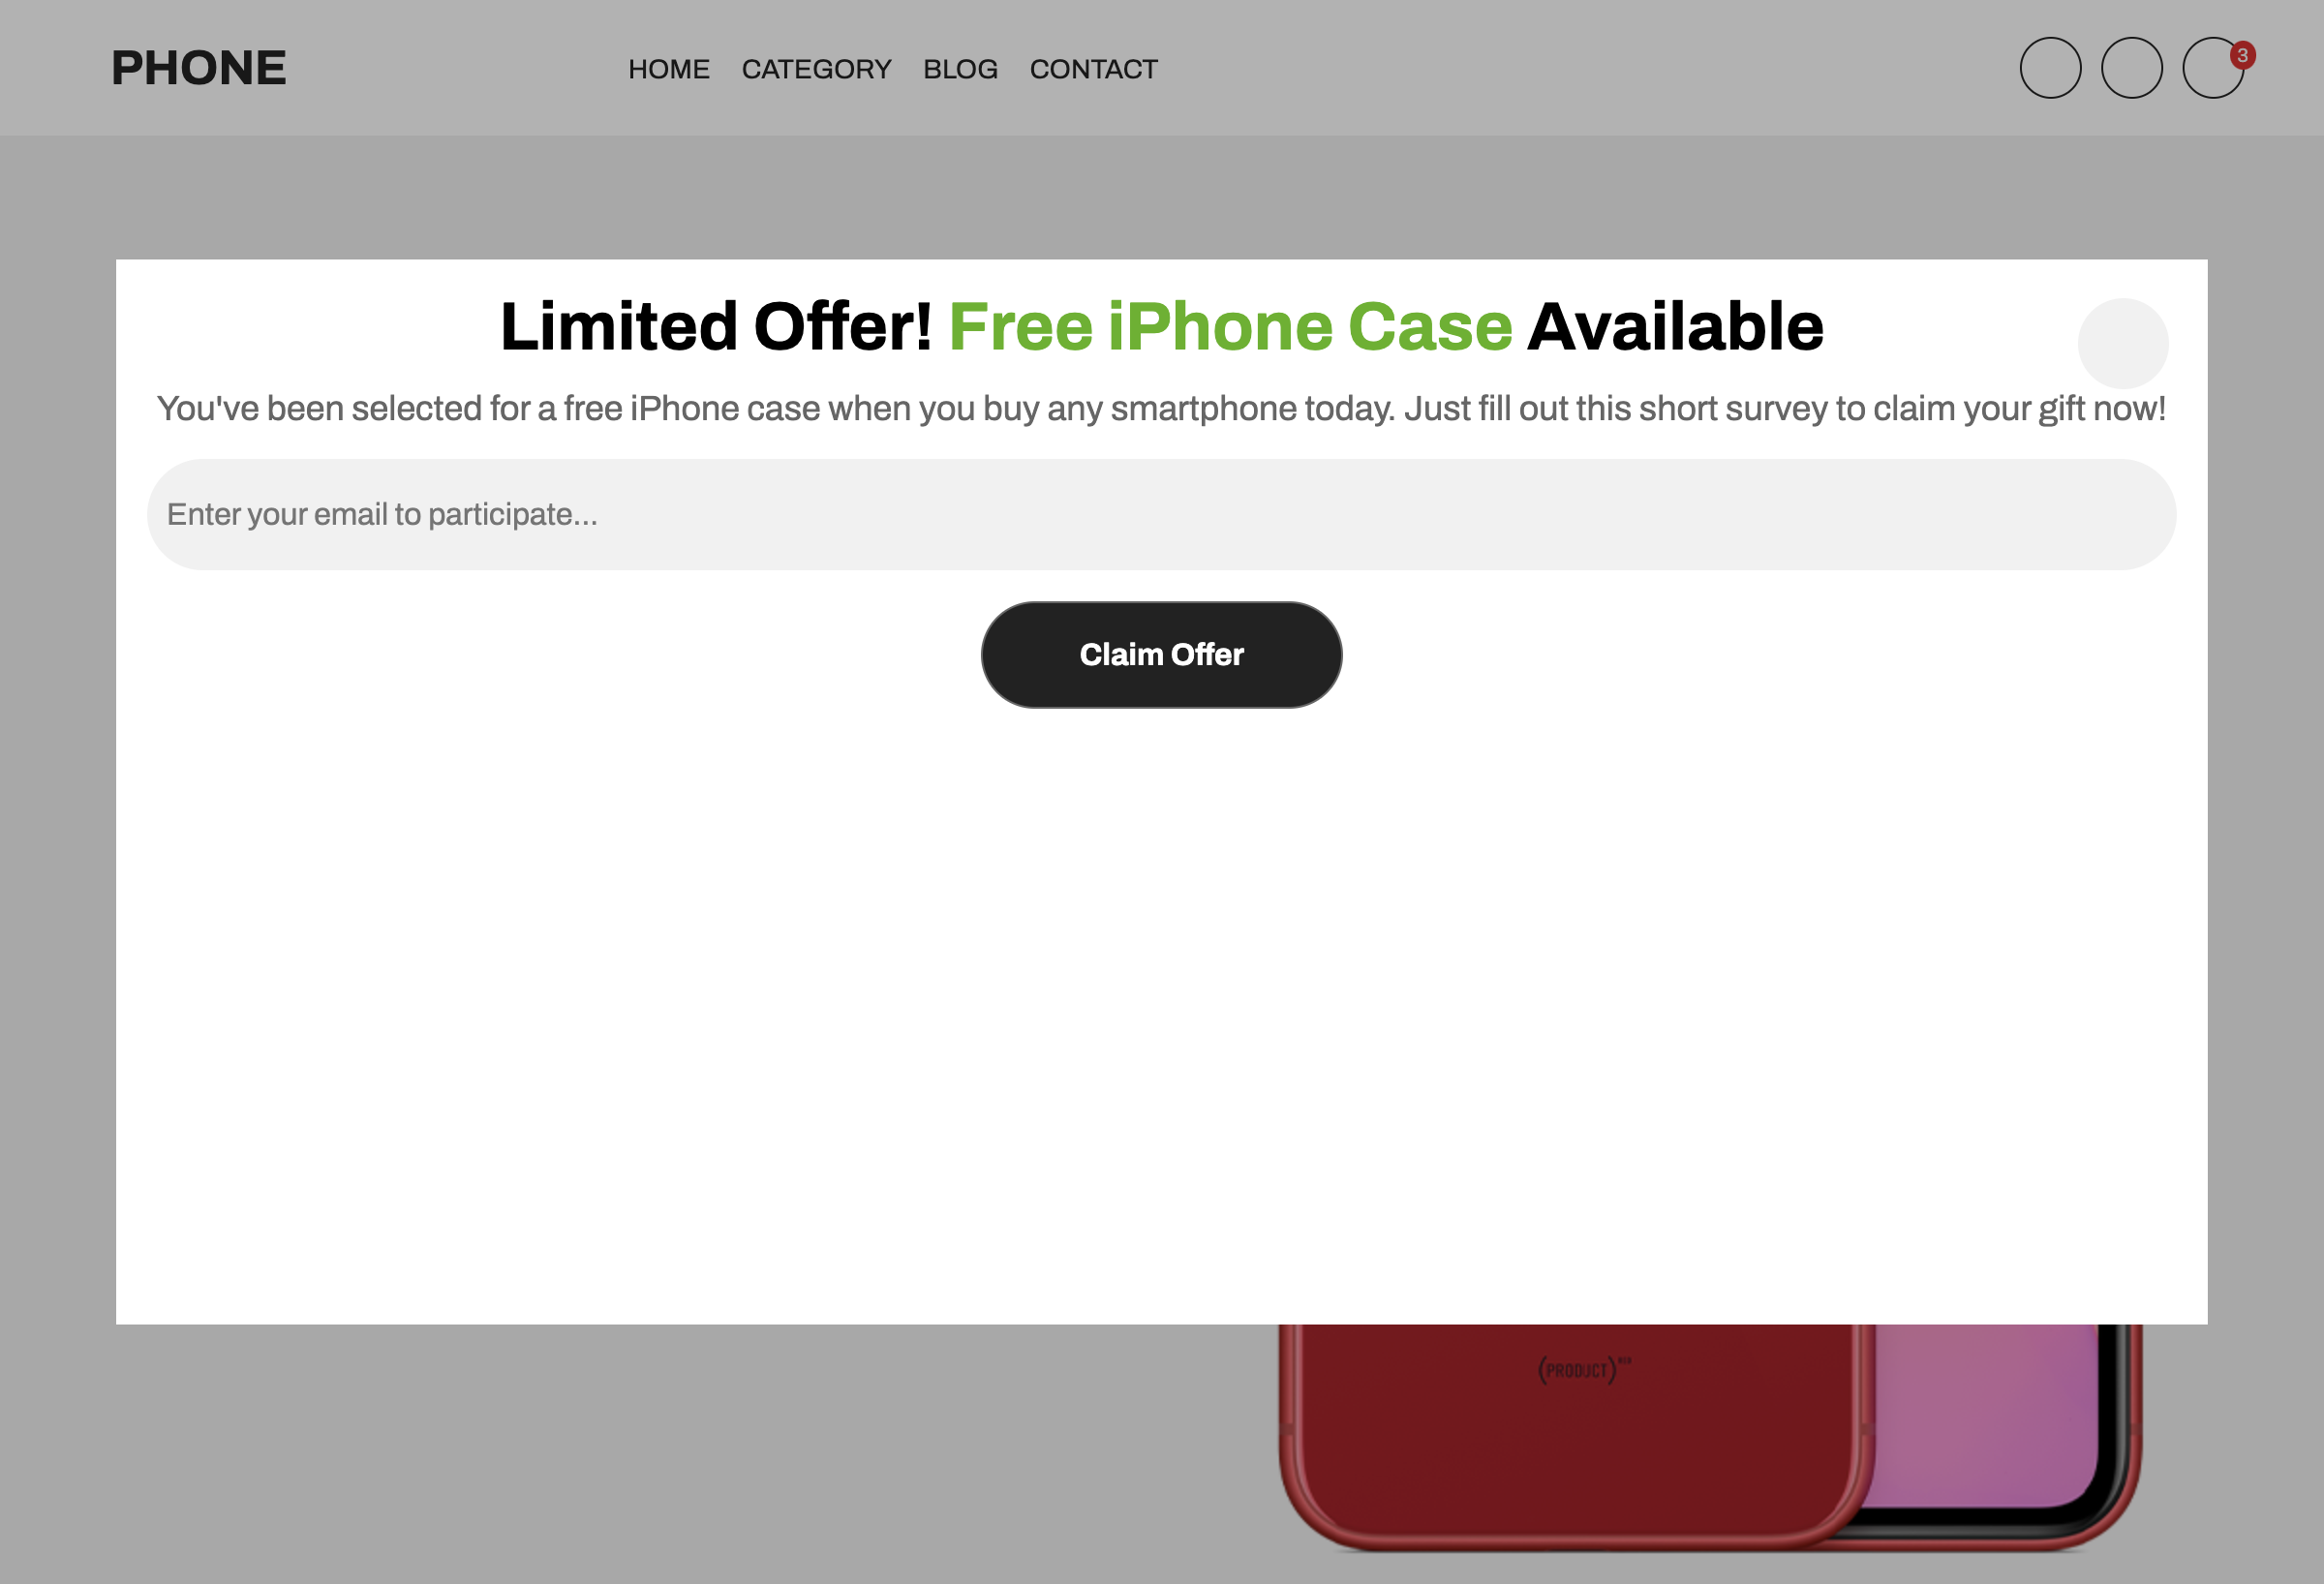 PHONE
HOME CATEGORY BLOG CONTACT
3
Limited Offer! Free iPhone Case Available
You've been selected for a free iPhone case when you buy any smartphone today. Just fill out this short survey to claim your gift now!
Enter your email to participate...
Claim Offer
(PRODUCT)RED